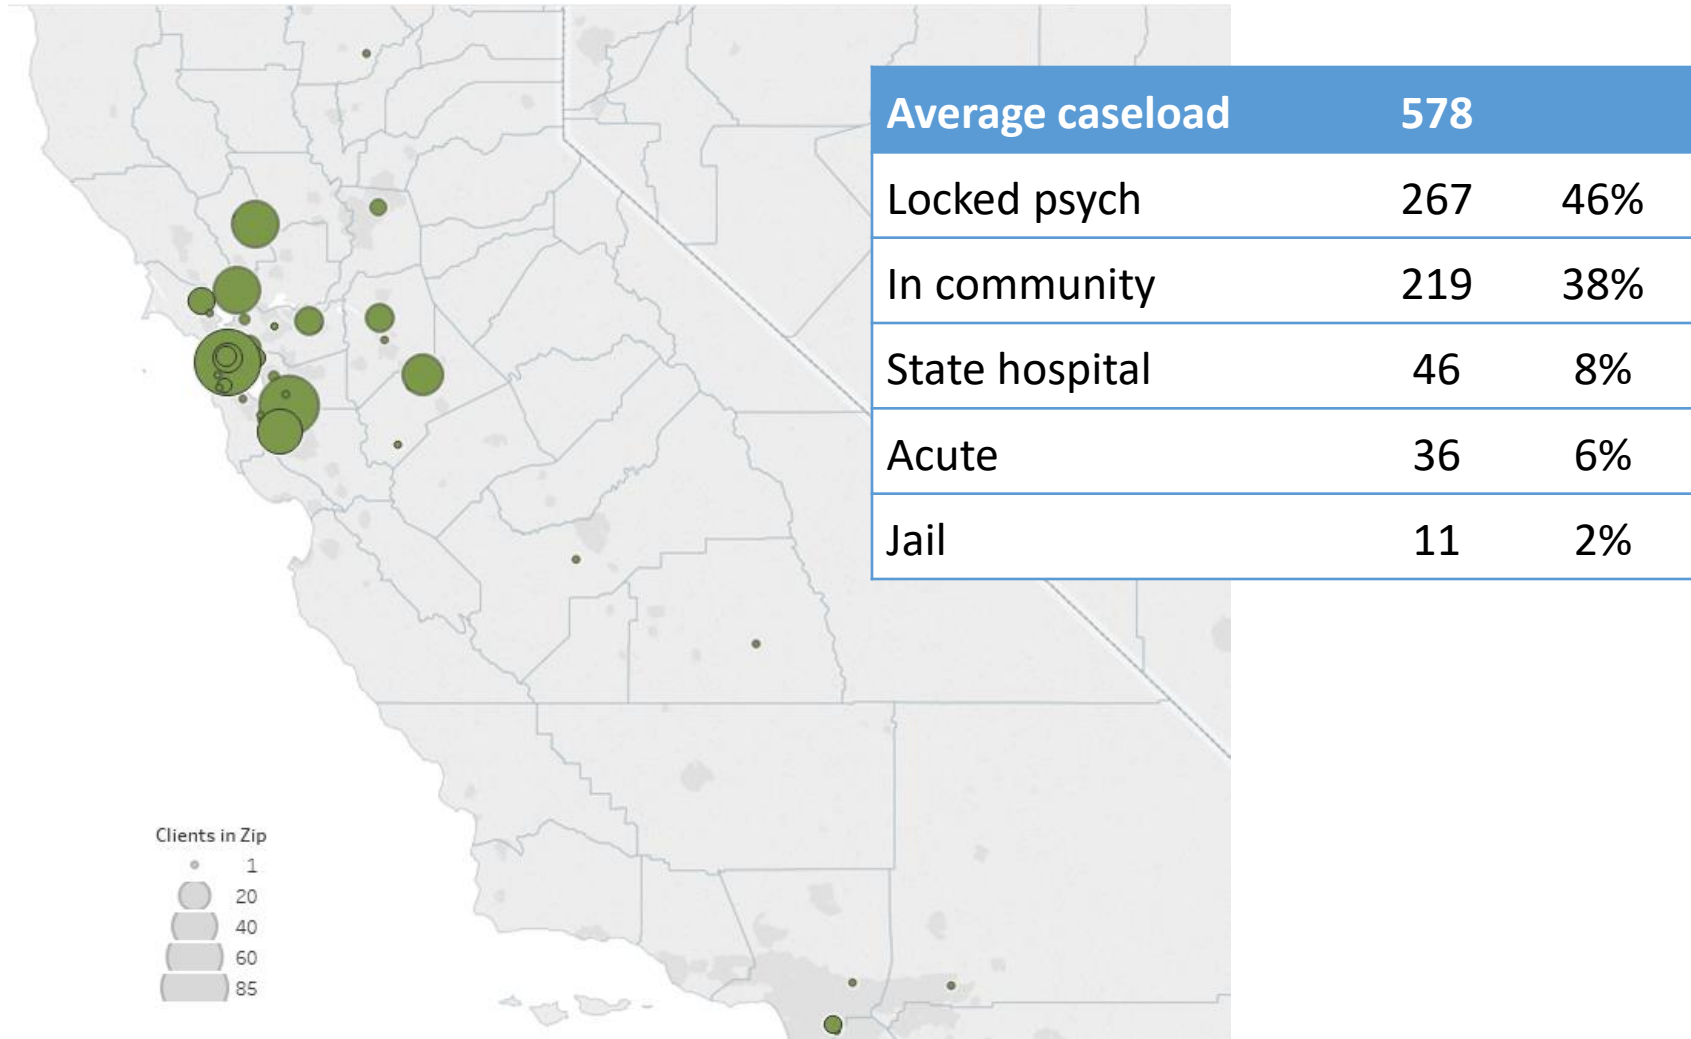 Average caseload 578
Locked psych 267 46%
In community 219 38%
State hospital 46 8%
Acute 36 6%
Jail 11 2%
Clients in Zip
1
20
40
60
85